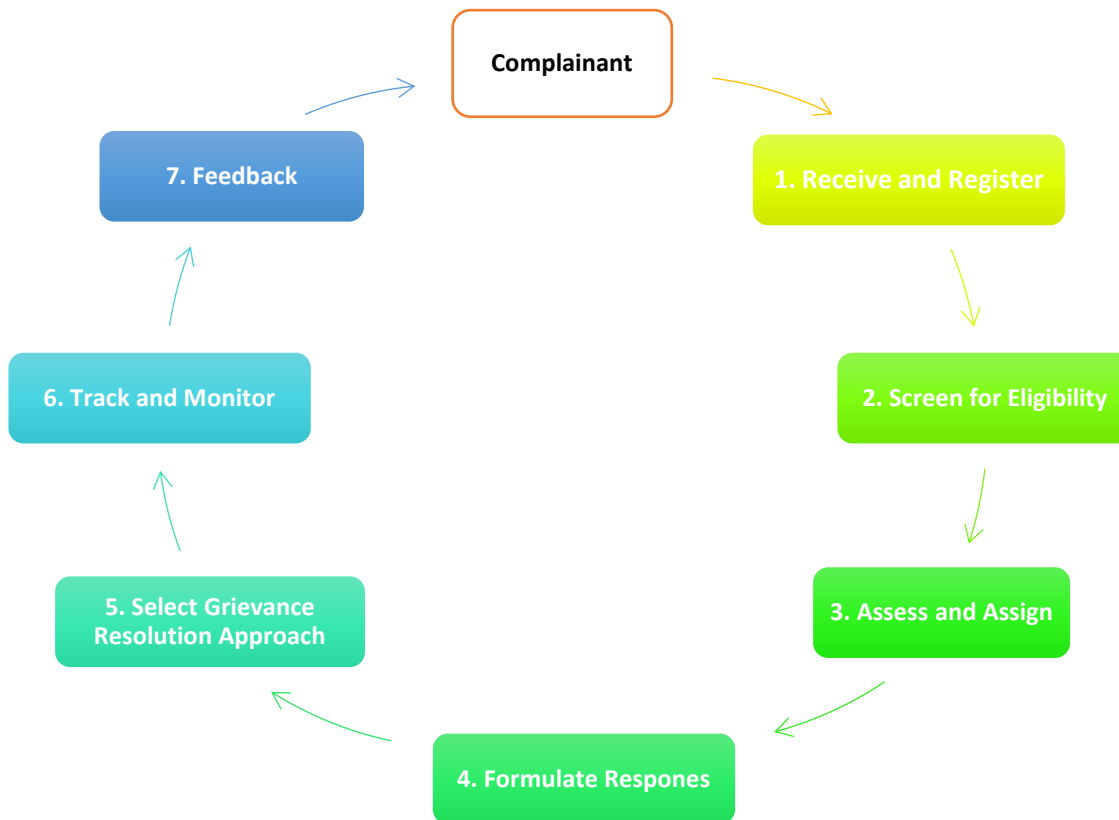 Complainant
1. Receive and Register
2. Screen for Eligibility
3. Assess and Assign
4. Formulate Respones
5. Select Grievance
Resolution Approach
6. Track and Monitor
7. Feedback